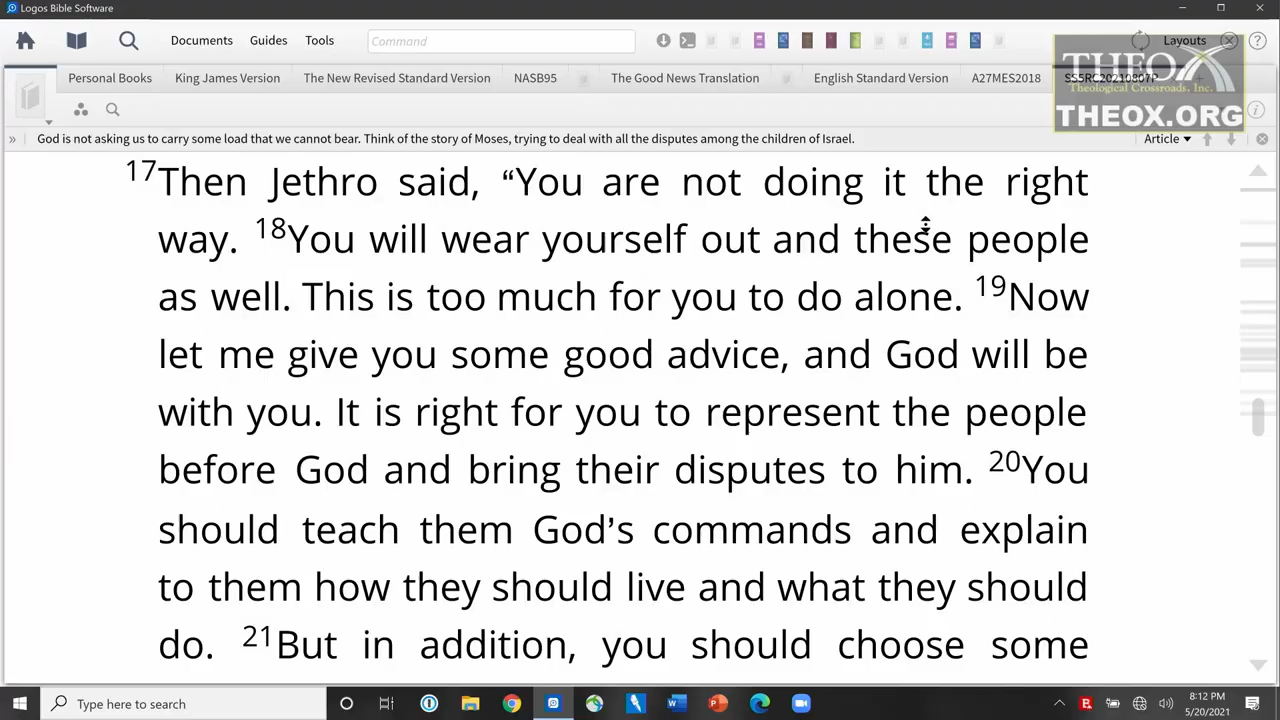 Logos Bible Software
Documents Guides Tools Command Layouts
Personal Books King James Version The New Revised Standard Version NASB95 The Good News Translation English Standard Version A27MES2018 SS5RC20210807P
THEOX
Theological Crossroads, Inc.
THEOX.ORG
God is not asking us to carry some load that we cannot bear. Think of the story of Moses, trying to deal with all the disputes among the children of Israel. Article
17Then Jethro said, “You are not doing it the right
way. 18You will wear yourself out and these people
as well. This is too much for you to do alone. 19Now
let me give you some good advice, and God will be
with you. It is right for you to represent the people
before God and bring their disputes to him. 20You
should teach them God’s commands and explain
to them how they should live and what they should
do. 21But in addition, you should choose some
Type here to search
8:12 PM
5/20/2021